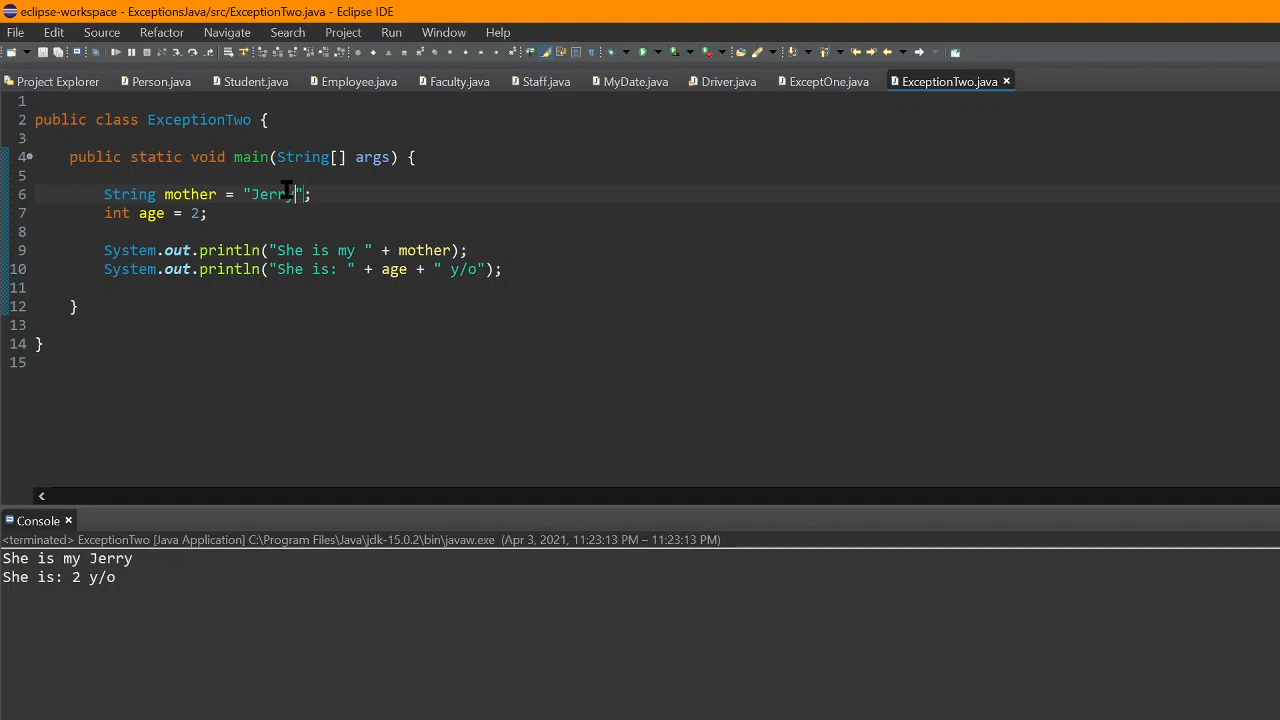 eclipse-workspace - ExceptionsJava/src/ExceptionTwo.java - Eclipse IDE
File Edit Source Refactor Navigate Search Project Run Window Help
Project Explorer Person.java Student.java Employee.java Faculty.java Staff.java MyDate.java Driver.java ExceptOne.java ExceptionTwo.java
1
2 public class ExceptionTwo {
3
4 public static void main(String[] args) {
5
6 String mother = "Jerry";
7 int age = 2;
8
9 System.out.println("She is my " + mother);
10 System.out.println("She is: " + age + " y/o");
11
12 }
13
14 }
15
Console
<terminated> ExceptionTwo [Java Application] C:\Program Files\Java\jdk-15.0.2\bin\javaw.exe (Apr 3, 2021, 11:23:13 PM – 11:23:13 PM)
She is my Jerry
She is: 2 y/o